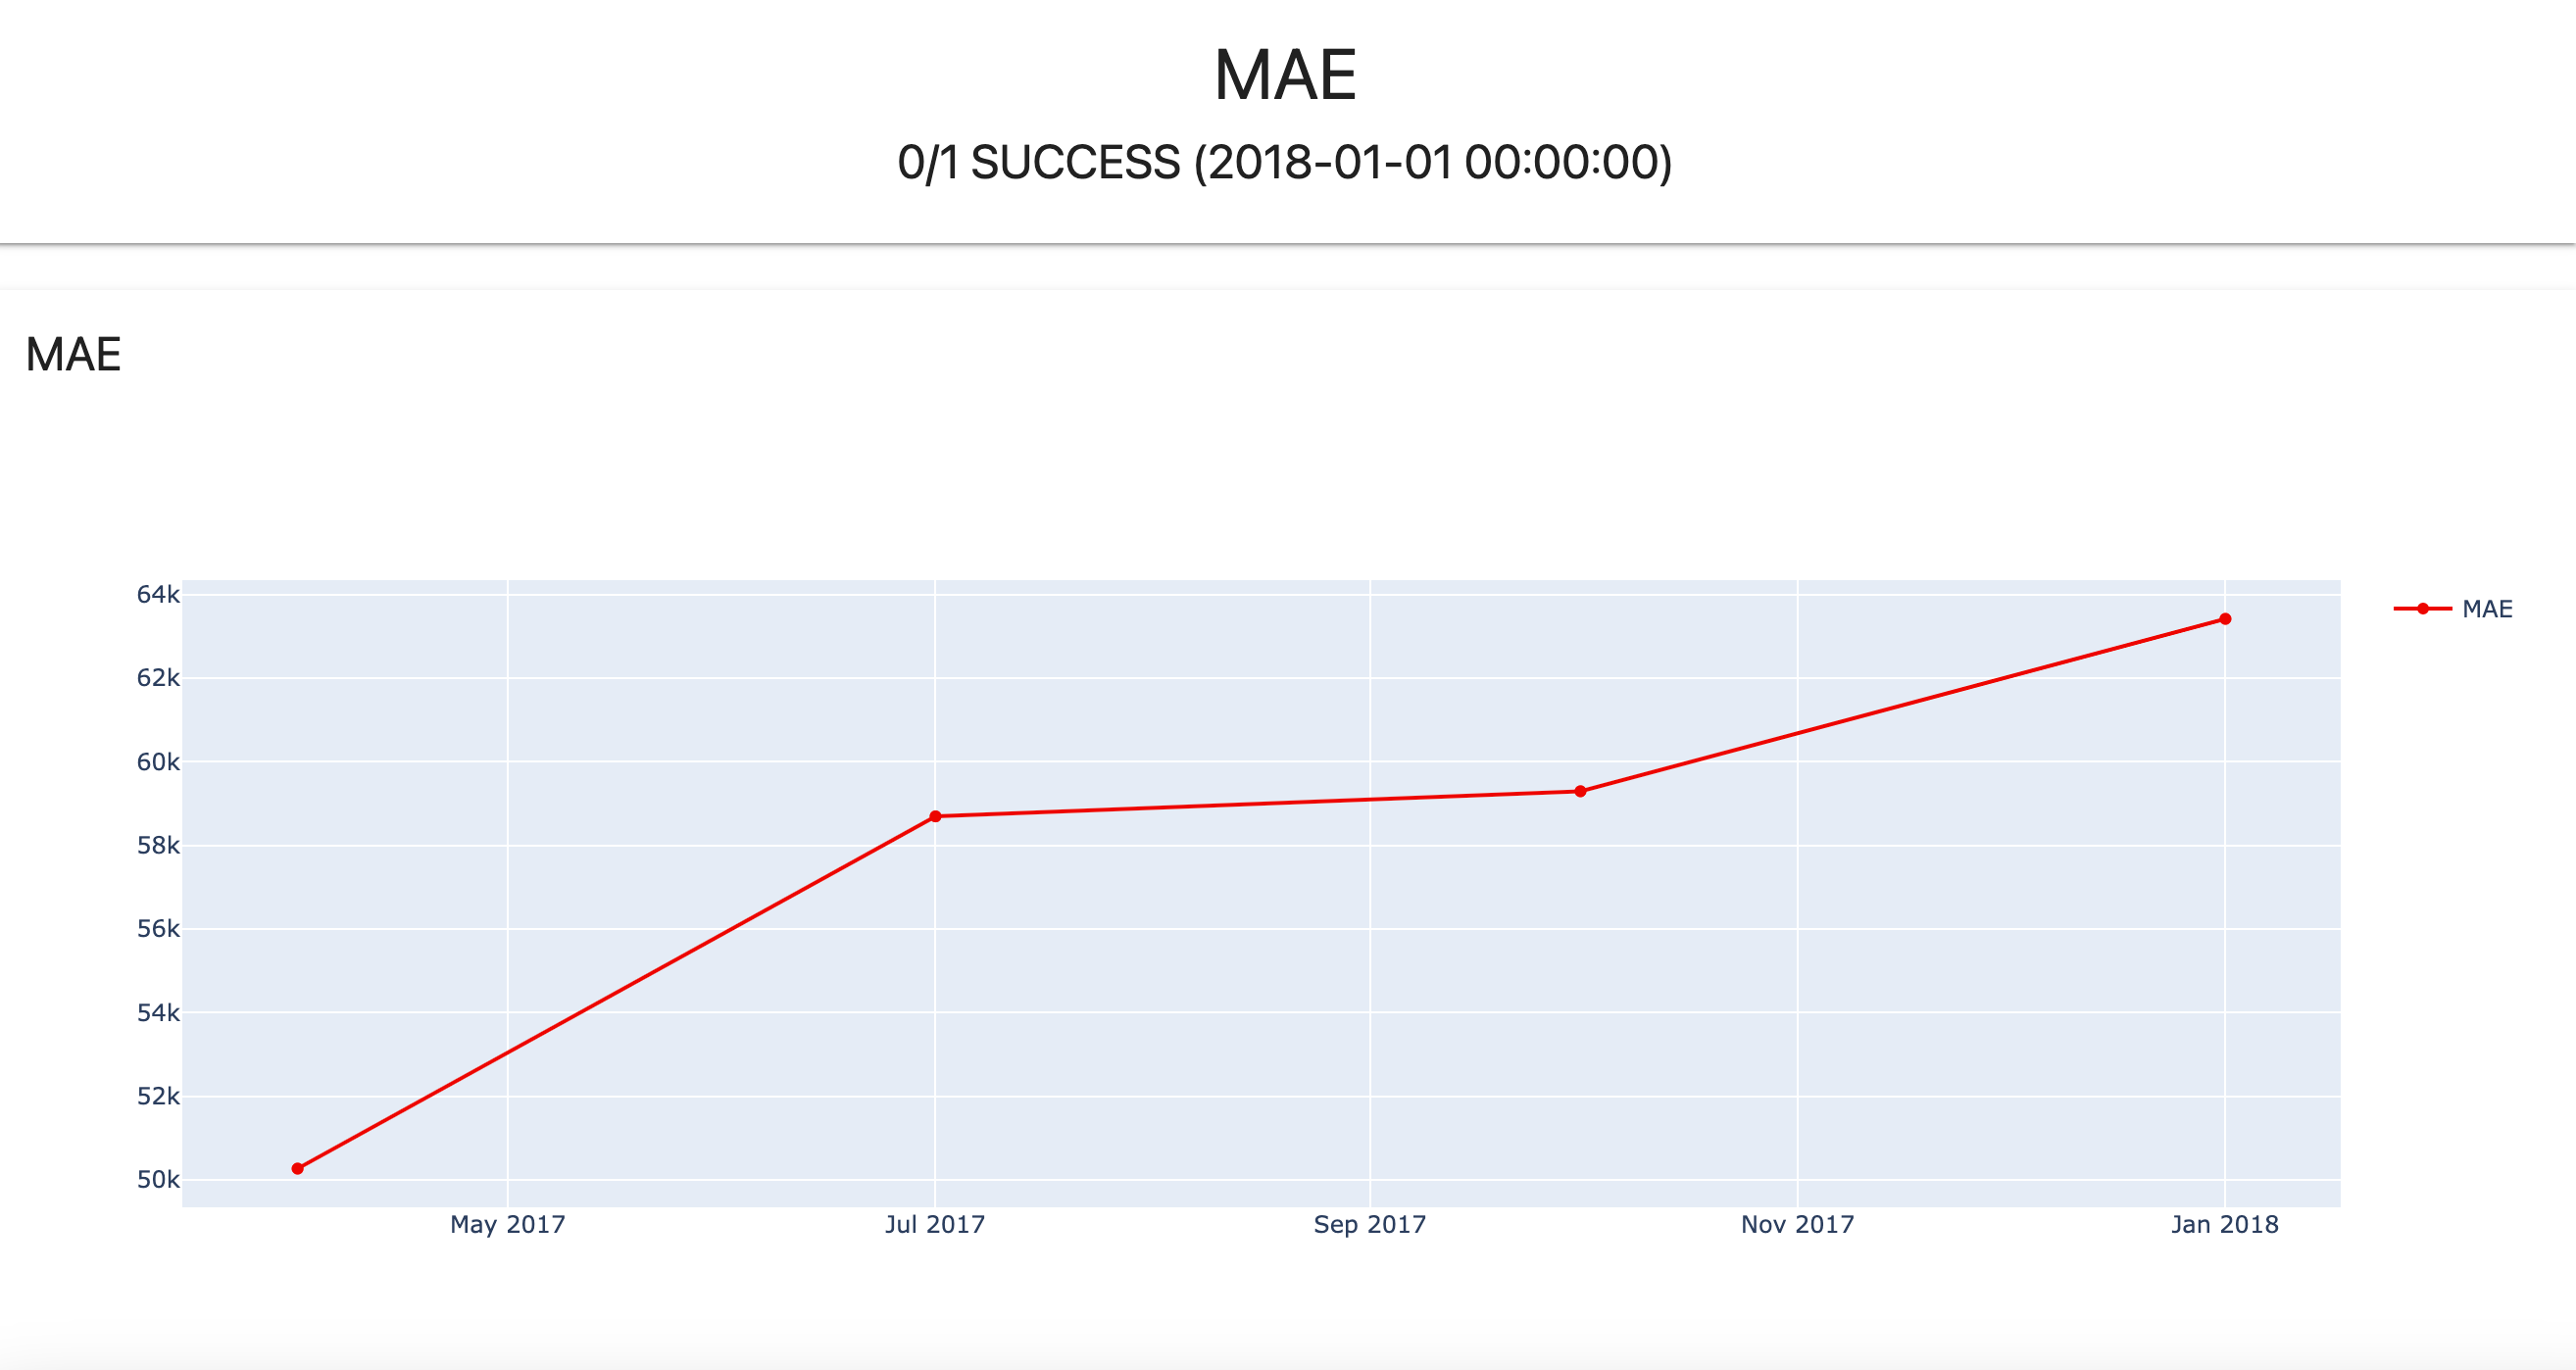 MAE
0/1 SUCCESS (2018-01-01 00:00:00)
MAE
64k
62k
60k
58k
56k
54k
52k
50k
May 2017
Jul 2017
Sep 2017
Nov 2017
Jan 2018
MAE